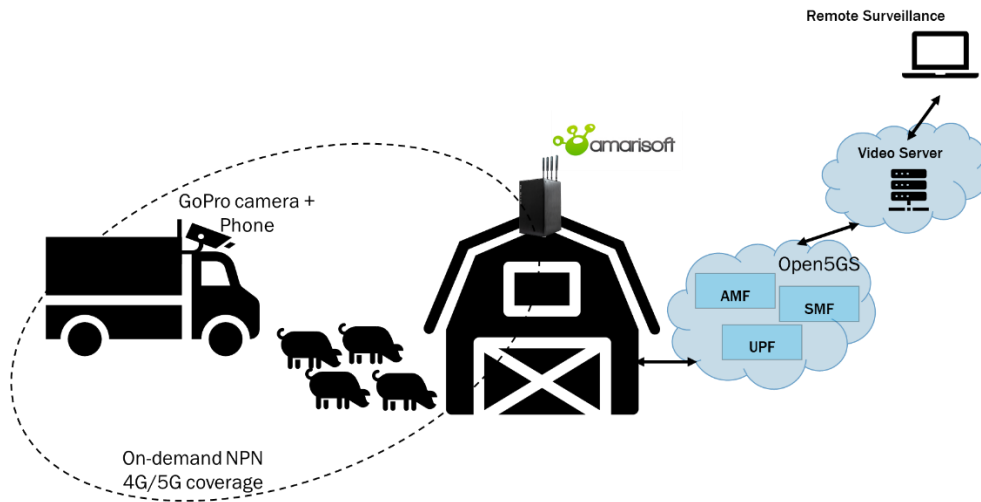 Remote Surveillance
amarisoft
Video Server
GoPro camera +
Phone
Open5GS
AMF
SMF
UPF
On-demand NPN
4G/5G coverage